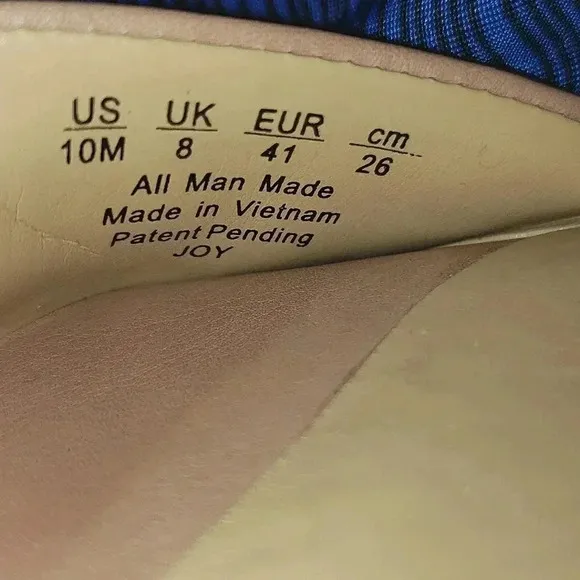 US UK EUR cm
10M 8 41 26
All Man Made
Made in Vietnam
Patent Pending
JOY